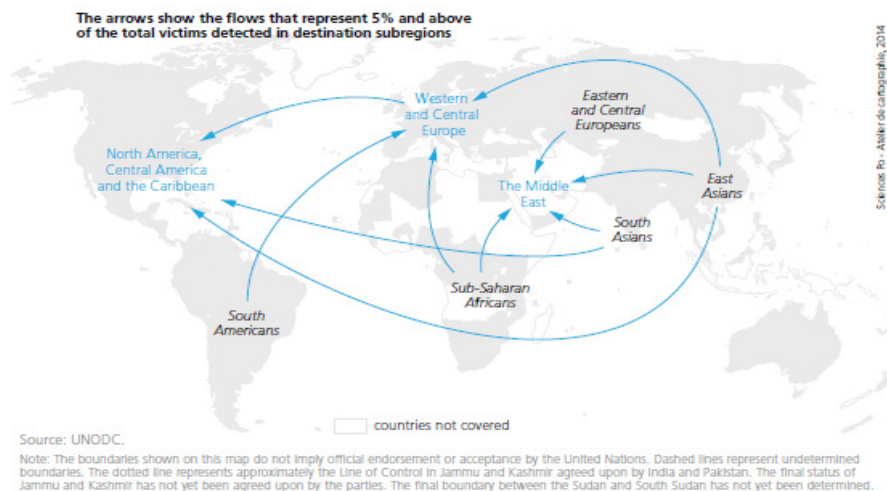 The arrows show the flows that represent 5% and above
of the total victims detected in destination subregions
Sciences Po - Atelier de cartographie, 2014
Western
and Central
Europe
Eastern
and Central
Europeans
North America,
Central America
and the Caribbean
The Middle
East
East
Asians
South
Asians
Sub-Saharan
Africans
South
Americans
countries not covered
Source: UNODC.
Note: The boundaries shown on this map do not imply official endorsement or acceptance by the United Nations. Dashed lines represent undetermined
boundaries. The dotted line represents approximately the Line of Control in Jammu and Kashmir agreed upon by India and Pakistan. The final status of
Jammu and Kashmir has not yet been agreed upon by the parties. The final boundary between the Sudan and South Sudan has not yet been determined.